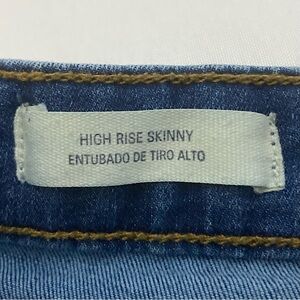 HIGH RISE SKINNY
ENTUBADO DE TIRO ALTO